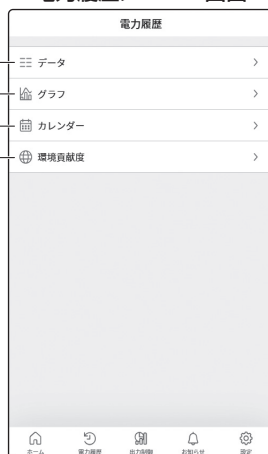 電力履歴
データ
グラフ
カレンダー
環境貢献度
ホーム 電力履歴 出力制御 お知らせ 設定